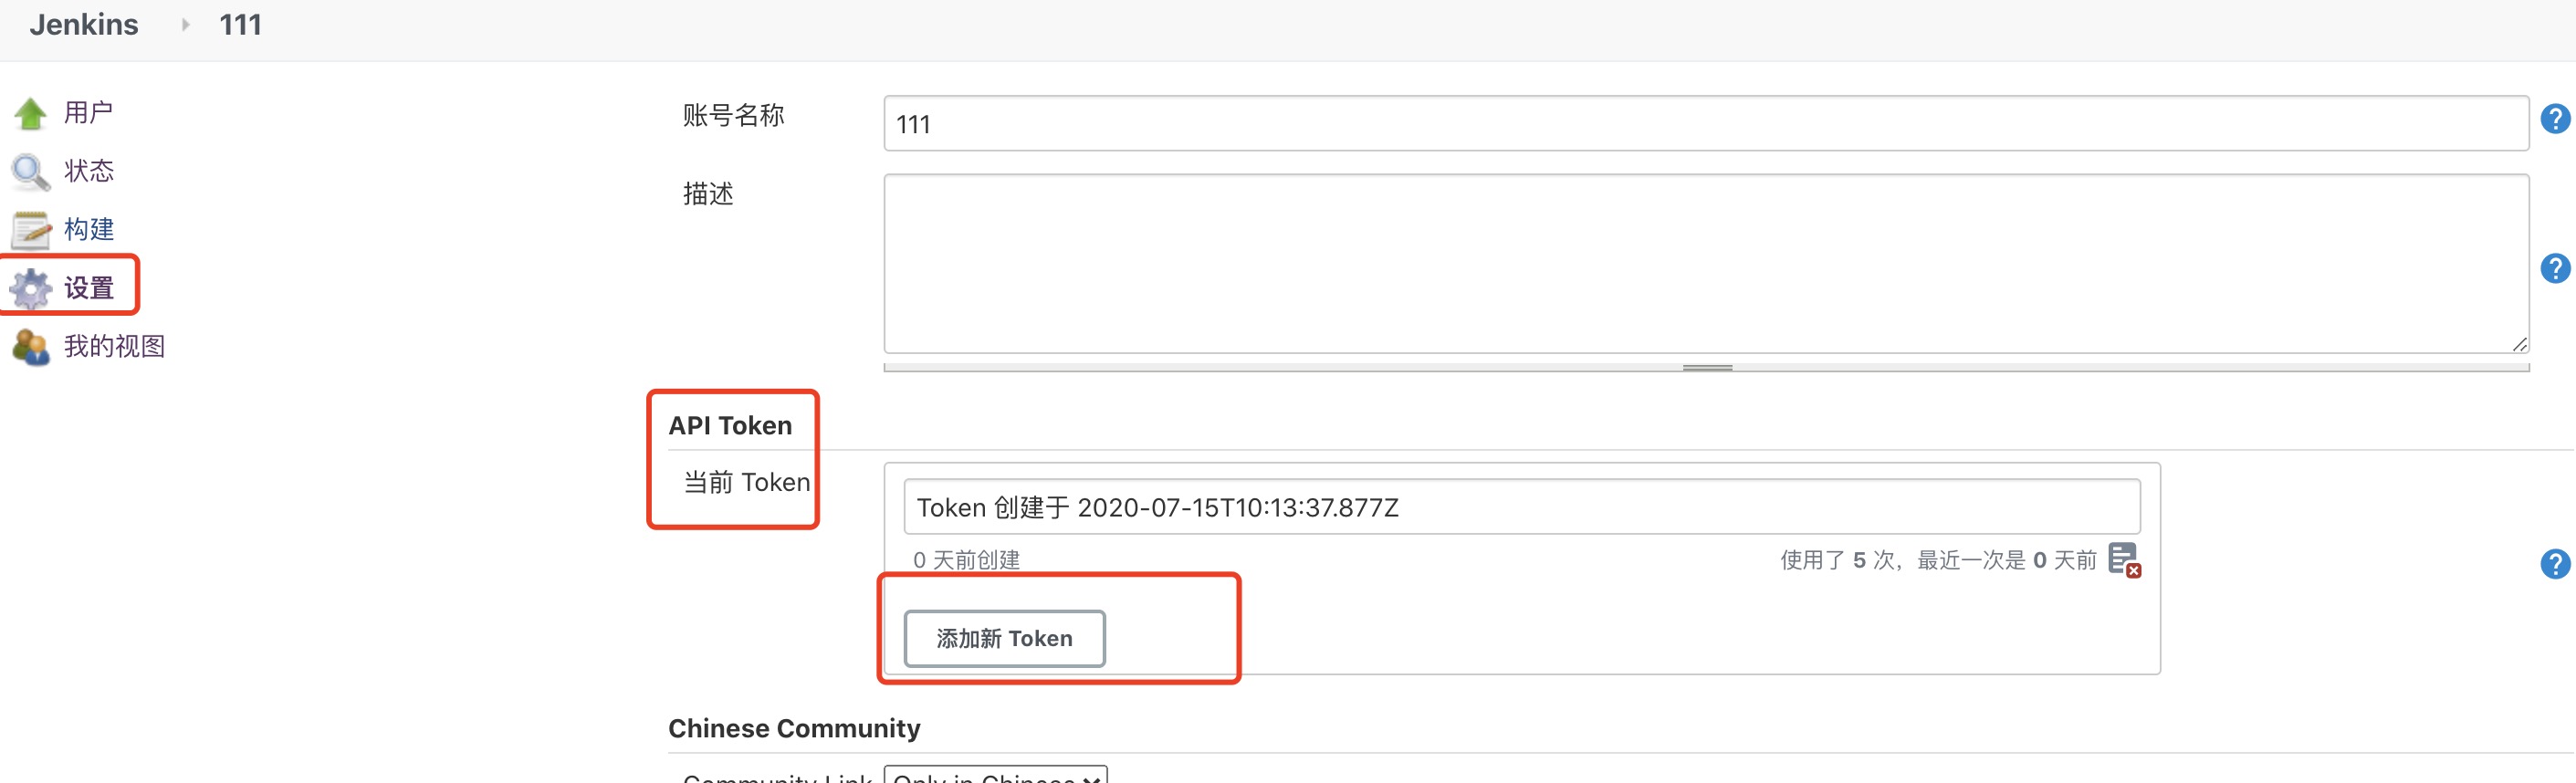 Jenkins 111
用户
状态
构建
设置
我的视图
账号名称 111
描述
API Token
当前 Token
Token 创建于 2020-07-15T10:13:37.877Z
0 天前创建 使用了 5 次，最近一次是 0 天前
添加新 Token
Chinese Community
Community Link Only in Chinese